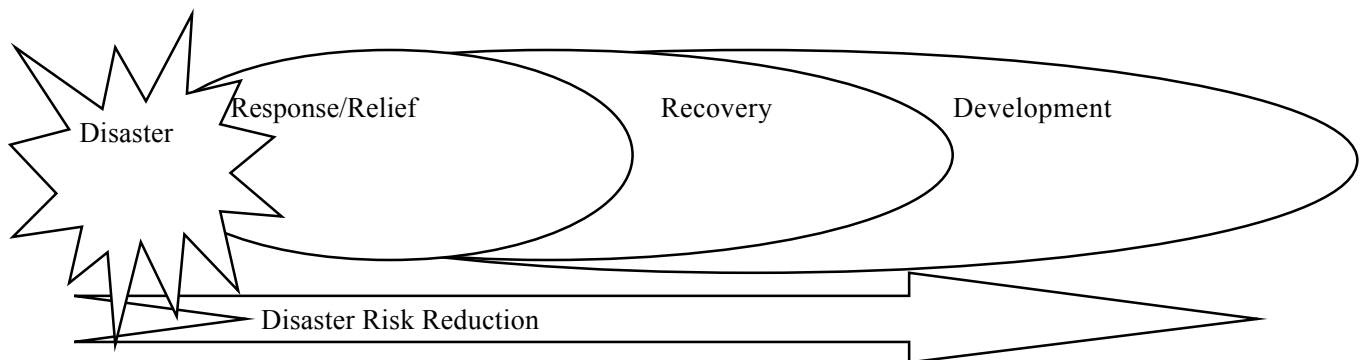 Disaster
Response/Relief
Recovery
Development
Disaster Risk Reduction